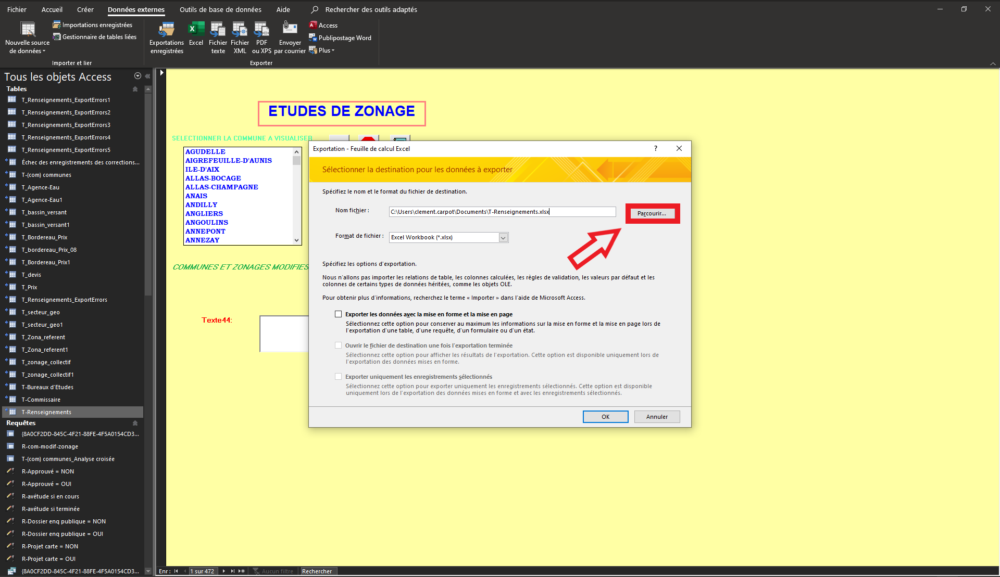 Fichier
Accueil
Créer
Données externes
Outils de base de données
Aide
Rechercher des outils adaptés
Nouvelle source
de données
Importations enregistrées
Gestionnaire de tables liées
Importer et lier
Exportations
enregistrées
Excel
Fichier
texte
Fichier
XML
PDF
ou XPS
Envoyer
par courrier
Access
Publipostage Word
Plus
Exporter
Tous les objets Access
Tables
T_Renseignements_ExportErrors1
T_Renseignements_ExportErrors2
T_Renseignements_ExportErrors3
T_Renseignements_ExportErrors4
T_Renseignements_ExportErrors5
Échec des enregistrements des corrections...
T-(com) communes
T_Agence-Eau
T_Agence-Eau1
T_bassin_versant
T_bassin_versant1
T_Bordereau_Prix
T_bordereau_Prix_08
T_Bordereau_Prix1
T_devis
T_Prix
T_Renseignements_ExportErrors
T_secteur_geo
T_secteur_geo1
T_Zona_referent
T_Zona_referent1
T_zonage_collectif
T_zonage_collectif1
T-Bureaux d'Etudes
T-Commissaire
T-Renseignements
Requêtes
{8A0CF2DD-845C-4F21-88FE-4F5A0154CD3...
R-com-modif-zonage
T-(com) communes_Analyse croisée
R-Approuvé = NON
R-Approuvé = OUI
R-avétude si en cours
R-avétude si terminée
R-Dossier enq publique = NON
R-Dossier enq publique = OUI
R-Projet carte = NON
R-Projet carte = OUI
{8A0CF2DD-845C-4F21-88FE-4F5A0154CD3...
ETUDES DE ZONAGE
SELECTIONNER LA COMMUNE A VISUALISER
AGUDELLE
AIGREFEUILLE-D'AUNIS
ILE-D'AIX
ALLAS-BOCAGE
ALLAS-CHAMPAGNE
ANAIS
ANDILLY
ANGLIERS
ANGOULINS
ANNEPONT
ANNEZAY
COMMUNES ET ZONAGES MODIFIES
Texte44:
Exportation - Feuille de calcul Excel
?
Sélectionner la destination pour les données à exporter
Spécifiez le nom et le format du fichier de destination.
Nom fichier :
C:\Users\clement.carpot\Documents\T-Renseignements.xlsx
Parcourir...
Format de fichier :
Excel Workbook (*.xlsx)
Spécifiez les options d'exportation.
Nous n'allons pas importer les relations de table, les colonnes calculées, les règles de validation, les valeurs par défaut et les
colonnes de certains types de données héritées, comme les objets OLE.
Pour obtenir plus d'informations, recherchez le terme « Importer » dans l'aide de Microsoft Access.
Exporter les données avec la mise en forme et la mise en page
Sélectionnez cette option pour conserver au maximum les informations sur la mise en forme et la mise en page lors de
l'exportation d'une table, d'une requête, d'un formulaire ou d'un état.
Ouvrir le fichier de destination une fois l'exportation terminée
Sélectionnez cette option pour afficher les résultats de l'exportation. Cette option est disponible uniquement lors de
l'exportation des données mises en forme.
Exporter uniquement les enregistrements sélectionnés
Sélectionnez cette option pour exporter uniquement les enregistrements sélectionnés. Cette option est disponible
uniquement lors de l'exportation des données mises en forme et avec les enregistrements sélectionnés.
OK
Annuler
Enr :
1 sur 472
Aucun filtre
Rechercher